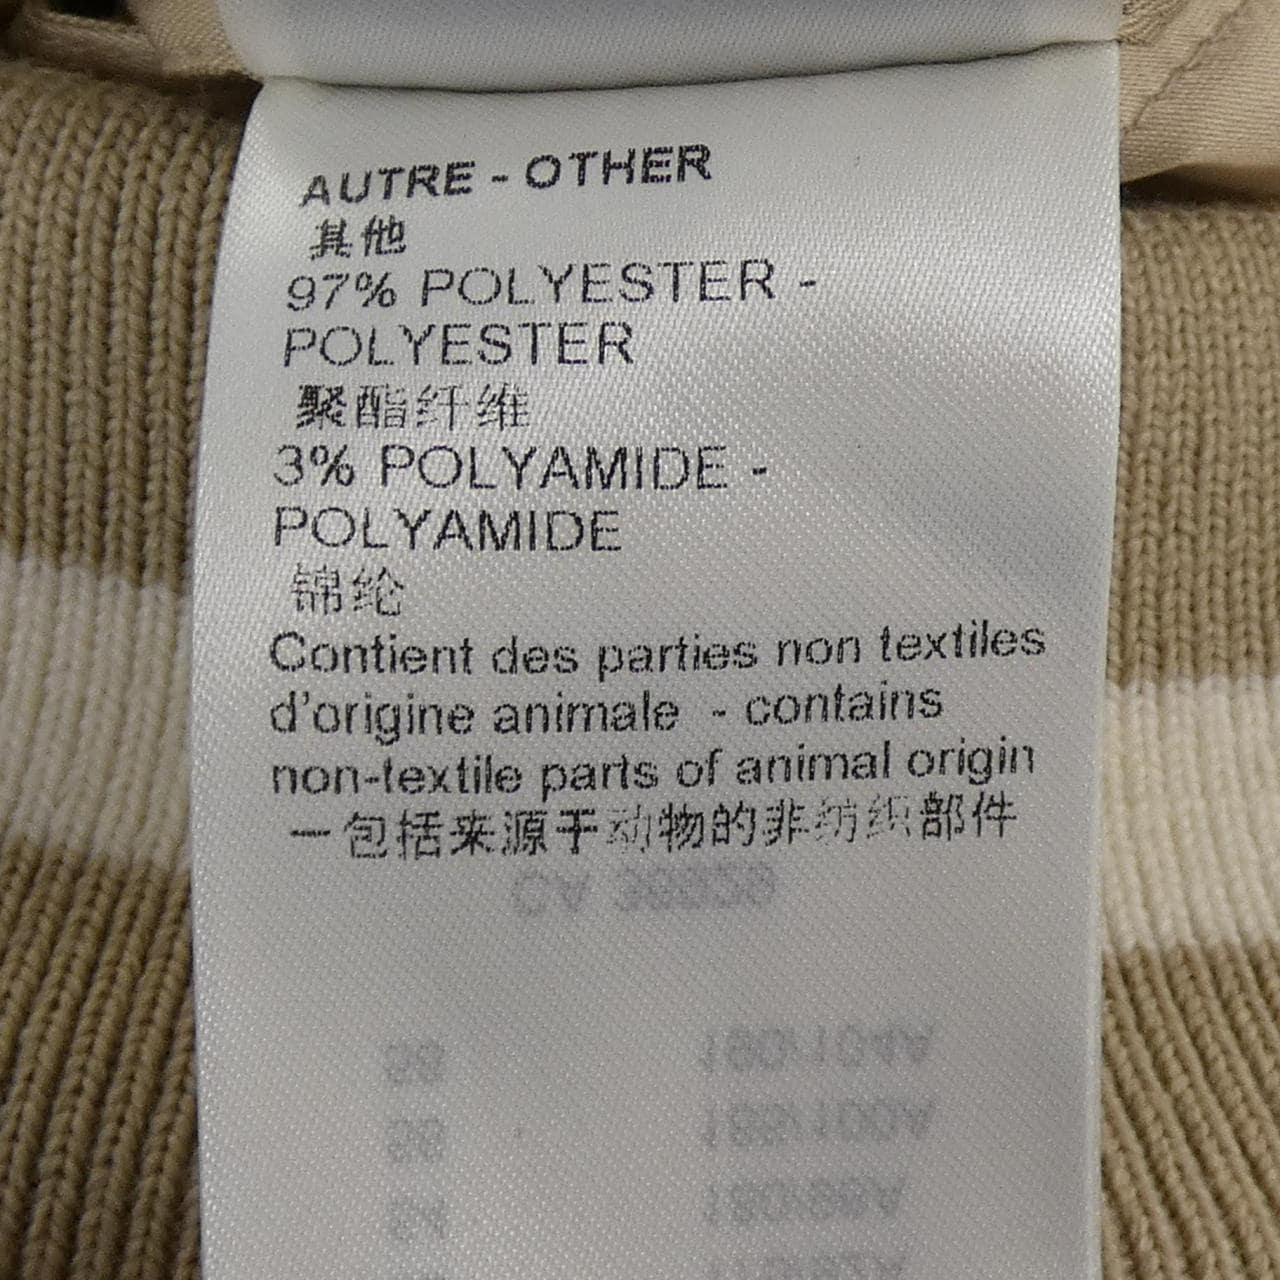 AUTRE - OTHER
其他
97% POLYESTER -
POLYESTER
聚酯纤维
3% POLYAMIDE -
POLYAMIDE
锦纶
Contient des parties non textiles
d'origine animale - contains
non-textile parts of animal origin
一包括来源于动物的非纺织部件